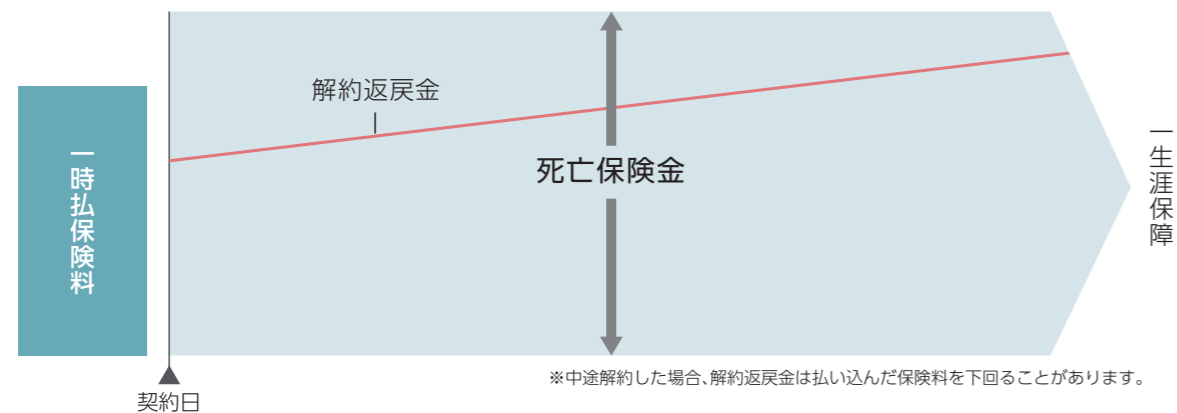 解約返戻金
一時払保険料
死亡保険金
一生涯保障
※中途解約した場合、解約返戻金は払い込んだ保険料を下回ることがあります。
契約日